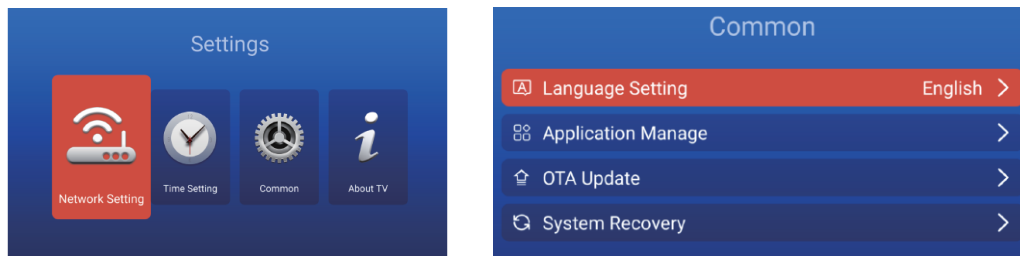 Settings
Network Setting
Time Setting
Common
About TV
Common
Language Setting English
Application Manage
OTA Update
System Recovery